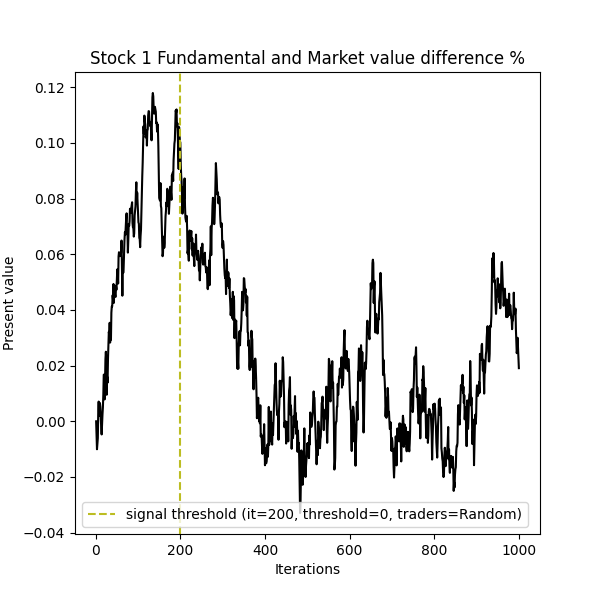 Stock 1 Fundamental and Market value difference %
0.12
0.10
0.08
0.06
0.04
0.02
0.00
−0.02
−0.04
Present value
signal threshold (it=200, threshold=0, traders=Random)
0 200 400 600 800 1000
Iterations